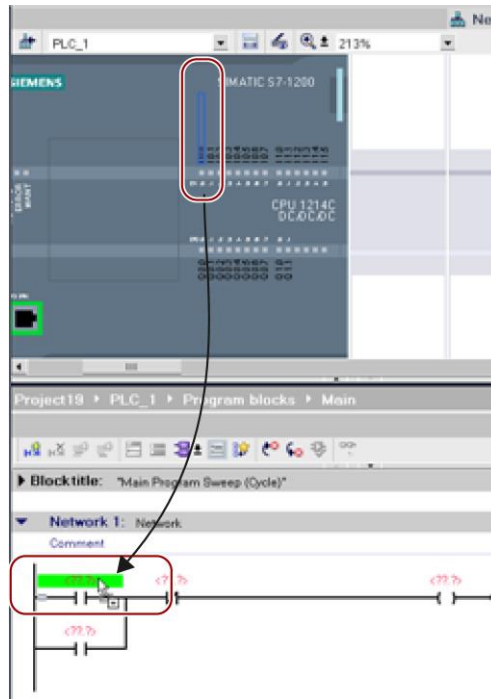 Ne
PLC_1
213%
SIEMENS
SIMATIC S7-1200
CPU 1214C
DC/DC/DC
Project19 ▸ PLC_1 ▸ Program blocks ▸ Main
Block title: "Main Program Sweep (Cycle)"
Network 1: Network
Comment
<??.?>
<??.?>
<??.?>
<??.?>